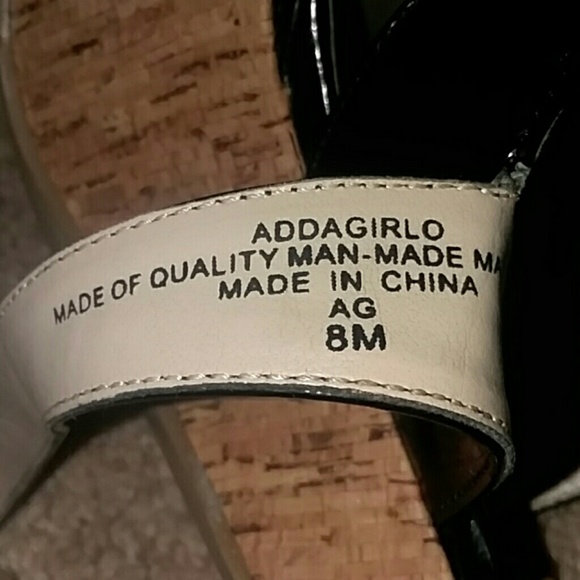 ADDAGIRLO
MADE OF QUALITY MAN-MADE
MADE IN CHINA
AG
8M